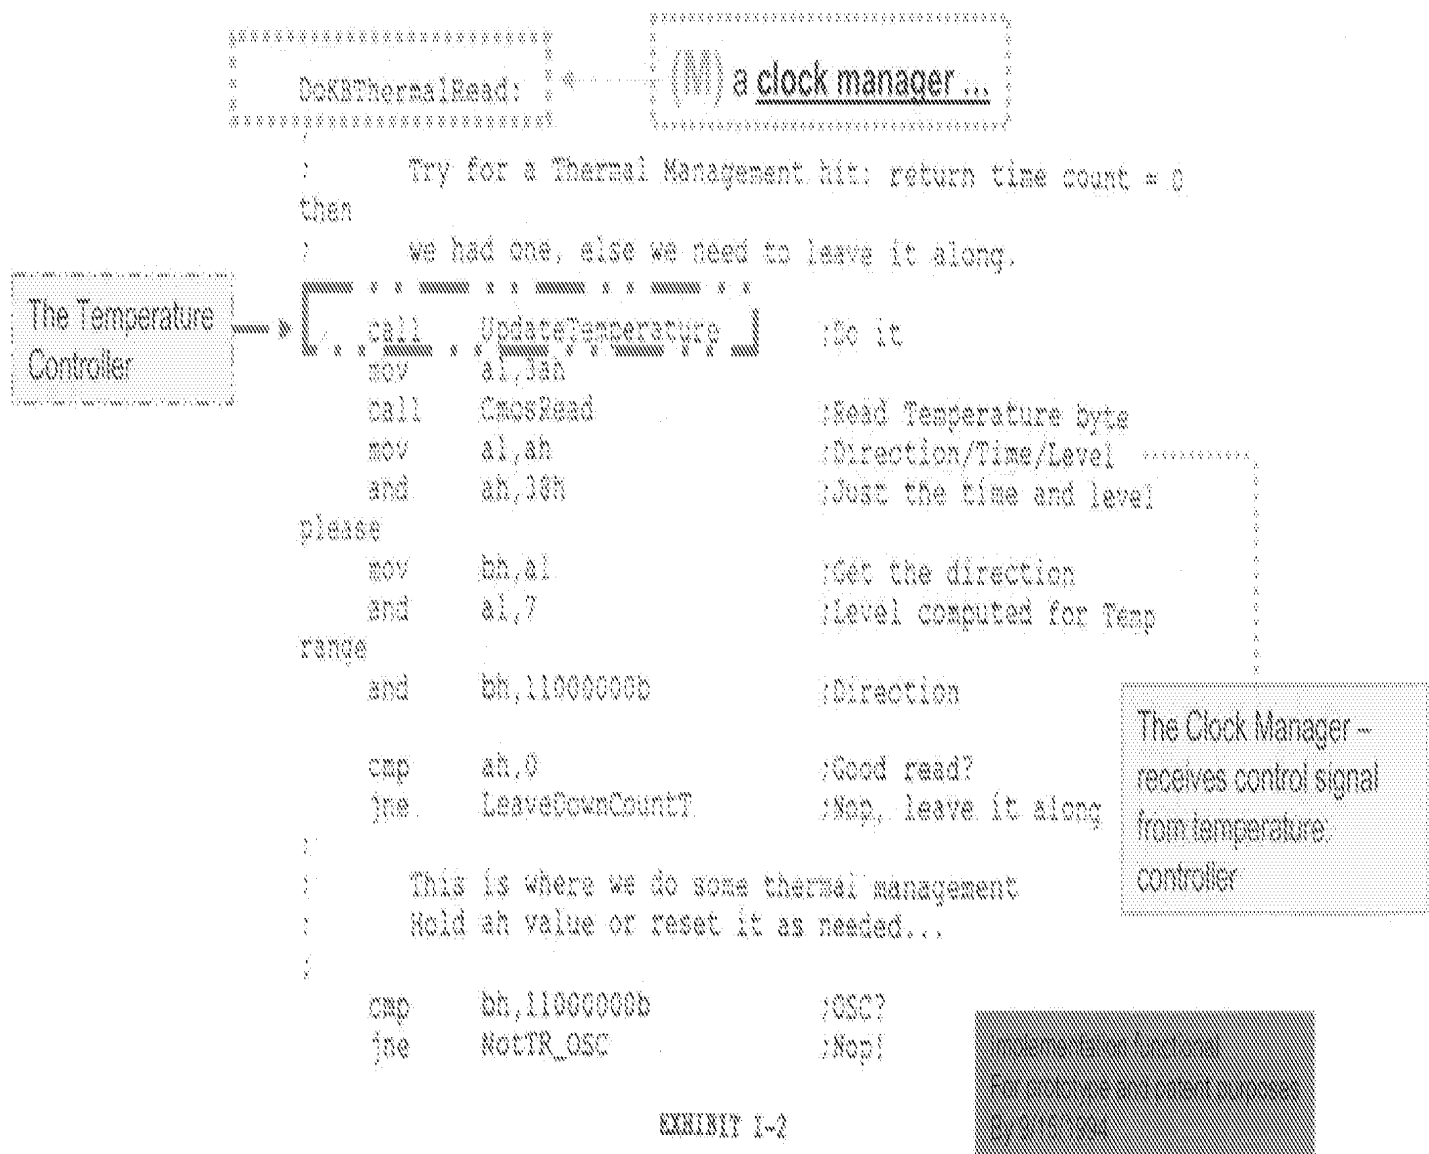 DoKBThermalRead:
(M) a clock manager ...
; Try for a Thermal Management hit: return time count = 0
then
; we had one, else we need to leave it along.
The Temperature
Controller
call UpdateTemperature ;Do it
mov al,3ah
call CmosRead ;Read Temperature byte
mov al,ah ;Direction/Time/Level
and ah,38h ;Just the time and level
please
mov bh,al ;Get the direction
and al,7 ;Level computed for Temp
range
and bh,11000000b ;Direction
cmp ah,0 ;Good read?
jne LeaveDownCountT ;Nop, leave it along
The Clock Manager –
receives control signal
from temperature
controller
;
; This is where we do some thermal management
; Hold ah value or reset it as needed...
;
cmp bh,11000000b ;OSC?
jne NotTR_OSC ;Nop!
EXHIBIT I-2